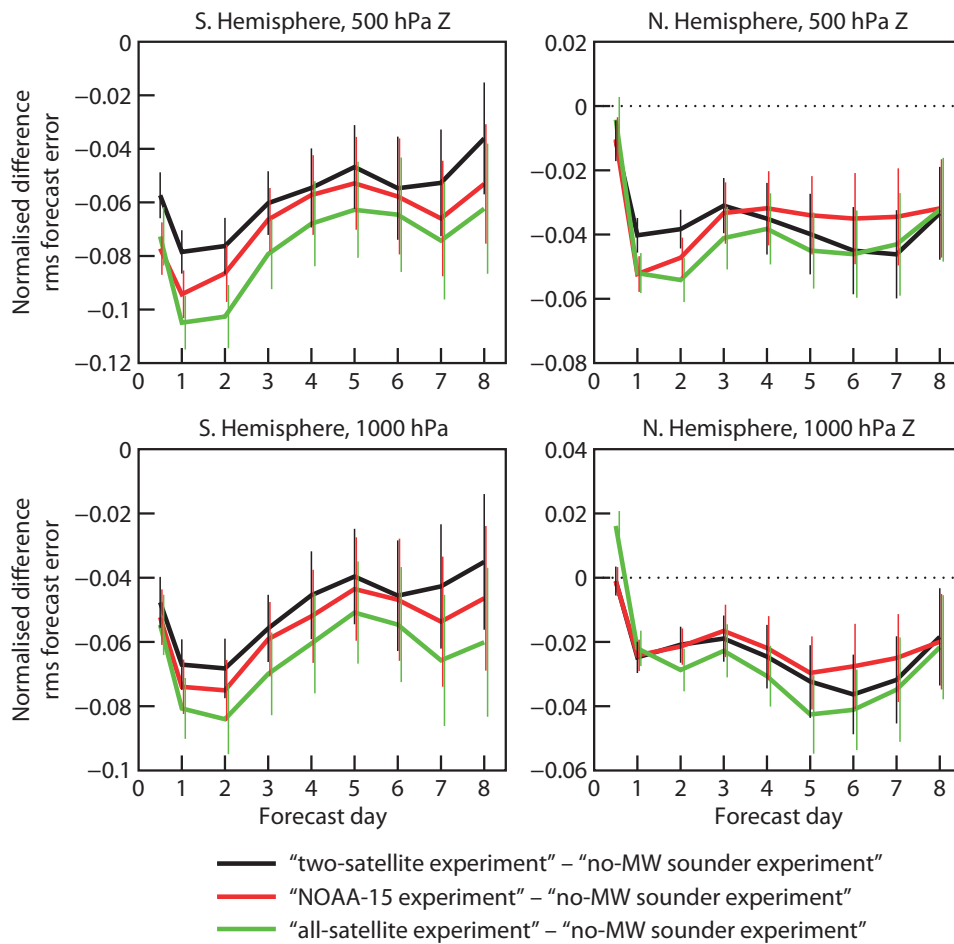 S. Hemisphere, 500 hPa Z
N. Hemisphere, 500 hPa Z
Normalised difference
rms forecast error
0
−0.02
−0.04
−0.06
−0.08
−0.1
−0.12
0 1 2 3 4 5 6 7 8
0.02
0
−0.02
−0.04
−0.06
−0.08
0 1 2 3 4 5 6 7 8
S. Hemisphere, 1000 hPa
N. Hemisphere, 1000 hPa Z
Normalised difference
rms forecast error
0
−0.02
−0.04
−0.06
−0.08
−0.1
0 1 2 3 4 5 6 7 8
Forecast day
0.04
0.02
0
−0.02
−0.04
−0.06
0 1 2 3 4 5 6 7 8
Forecast day
“two-satellite experiment” – “no-MW sounder experiment”
“NOAA-15 experiment” – “no-MW sounder experiment”
“all-satellite experiment” – “no-MW sounder experiment”